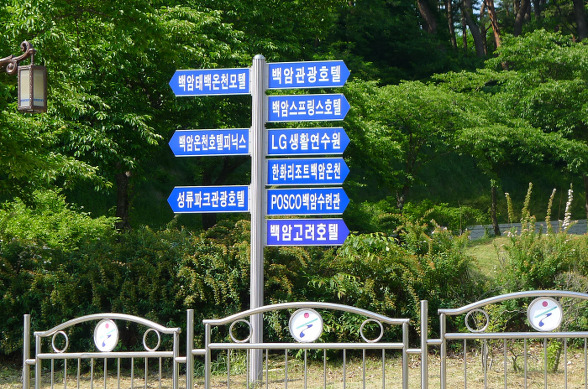 백암태백온천모텔
백암관광호텔
백암스프링스호텔
백암온천호텔피닉스
LG생활연수원
한화리조트백암온천
성류파크관광호텔
POSCO백암수련관
백암고려호텔